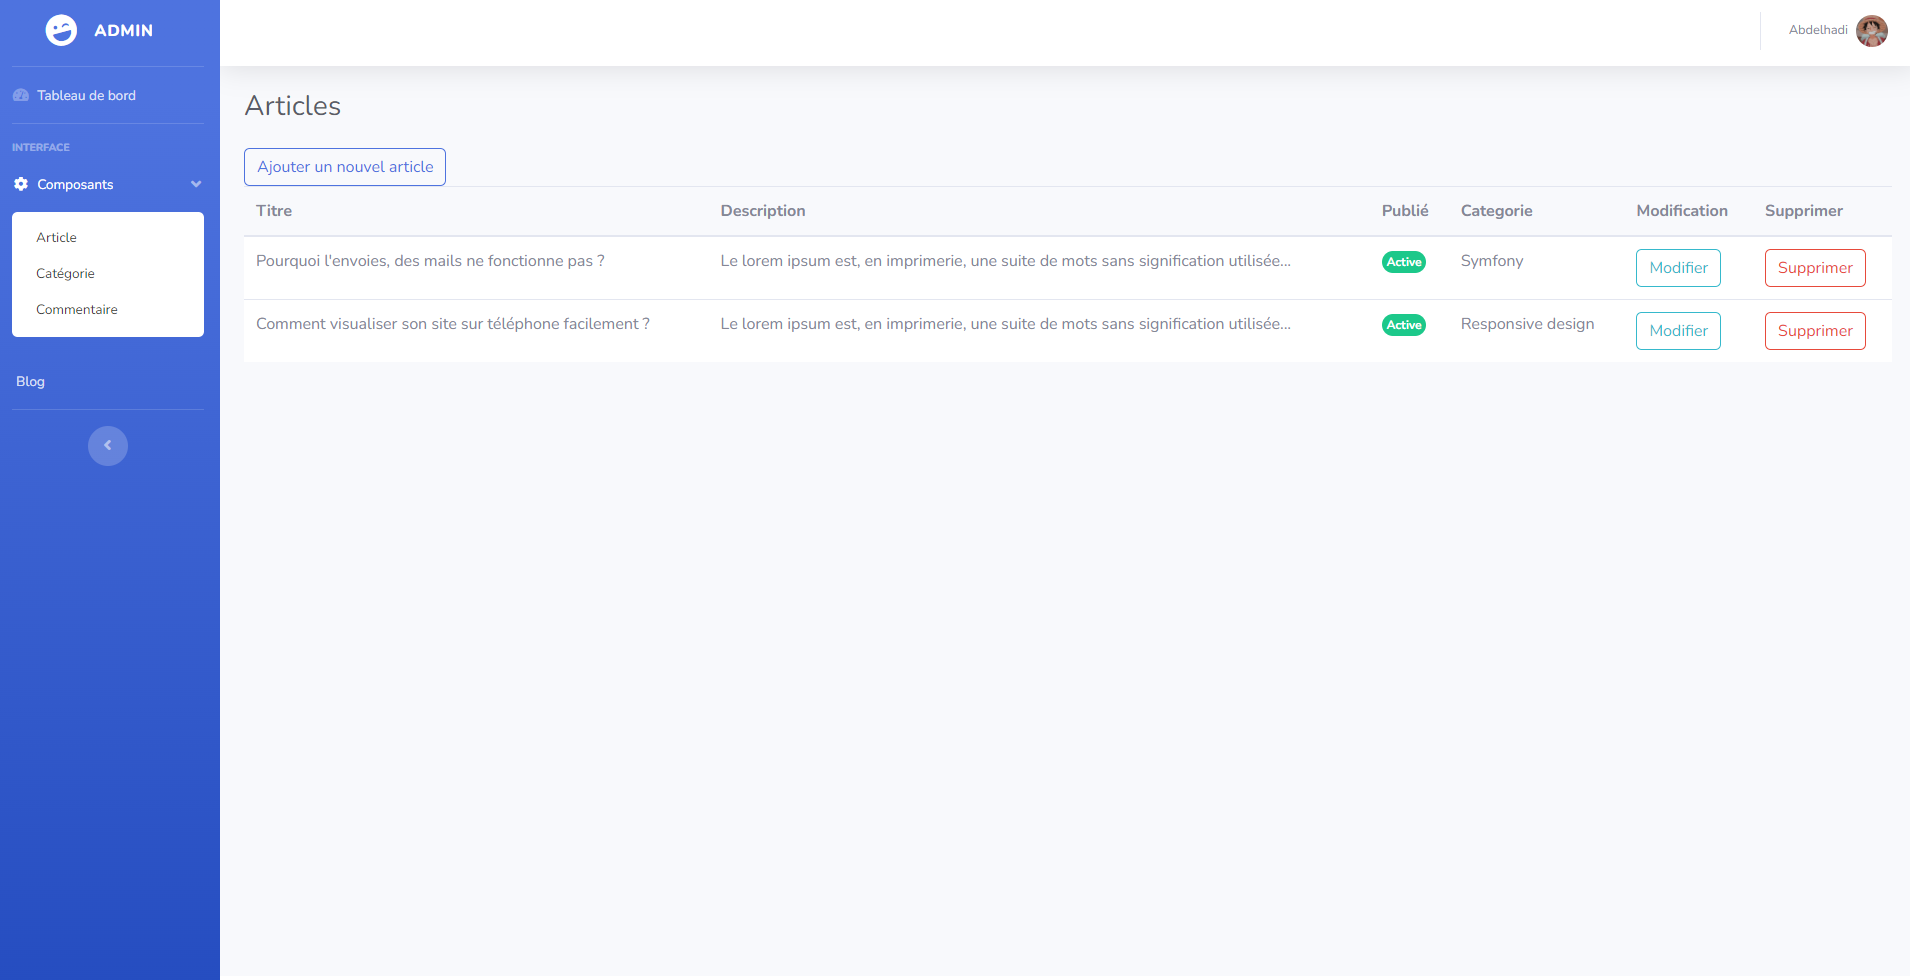 ADMIN
Abdelhadi
Tableau de bord
INTERFACE
Composants
Article
Catégorie
Commentaire
Blog
Articles
Ajouter un nouvel article
Titre Description Publié Categorie Modification Supprimer
Pourquoi l'envoies, des mails ne fonctionne pas ? Le lorem ipsum est, en imprimerie, une suite de mots sans signification utilisée... Active Symfony Modifier Supprimer
Comment visualiser son site sur téléphone facilement ? Le lorem ipsum est, en imprimerie, une suite de mots sans signification utilisée... Active Responsive design Modifier Supprimer